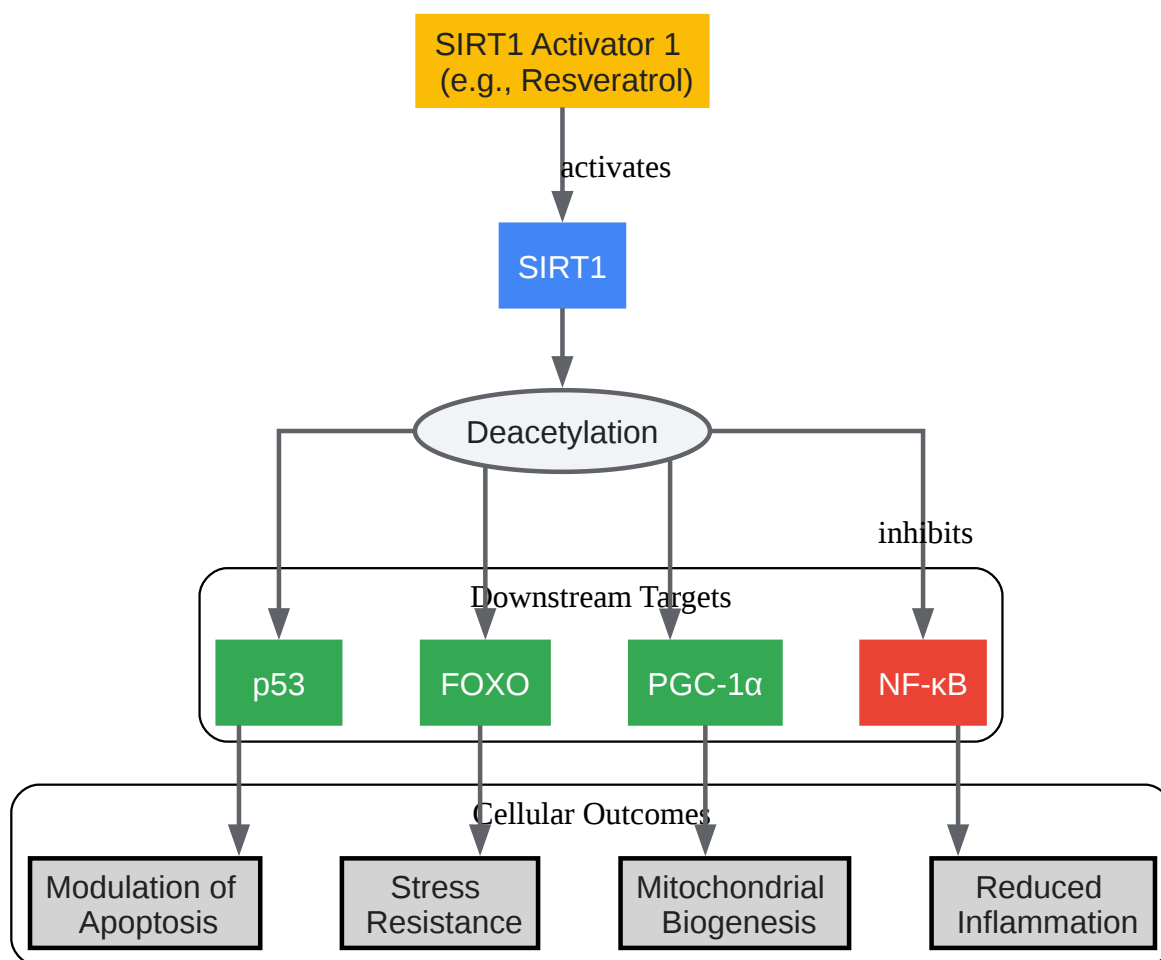 SIRT1 Activator 1
(e.g., Resveratrol)
activates
SIRT1
Deacetylation
inhibits
Downstream Targets
p53
FOXO
PGC-1α
NF-κB
Cellular Outcomes
Modulation of
Apoptosis
Stress
Resistance
Mitochondrial
Biogenesis
Reduced
Inflammation